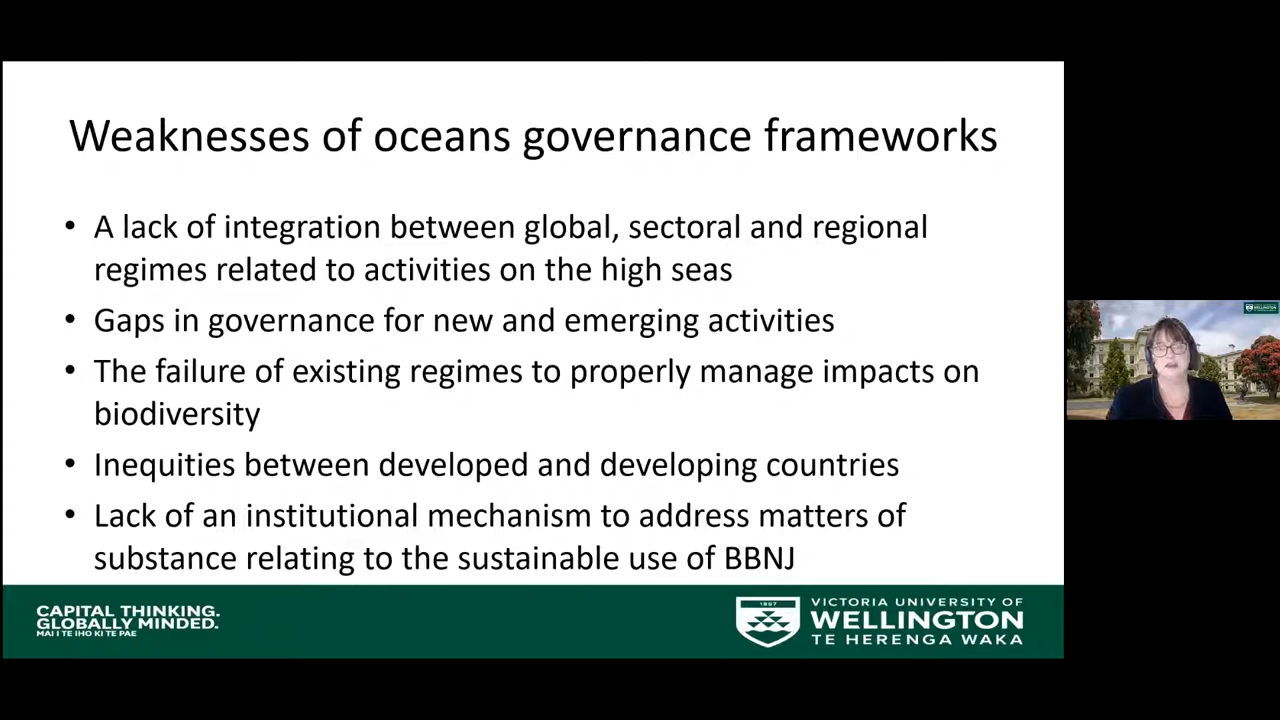 Weaknesses of oceans governance frameworks
• A lack of integration between global, sectoral and regional
regimes related to activities on the high seas
• Gaps in governance for new and emerging activities
• The failure of existing regimes to properly manage impacts on
biodiversity
• Inequities between developed and developing countries
• Lack of an institutional mechanism to address matters of
substance relating to the sustainable use of BBNJ
CAPITAL THINKING.
GLOBALLY MINDED.
MAI I TE IHO KI TE PAE
1897
VICTORIA UNIVERSITY OF
WELLINGTON
TE HERENGA WAKA